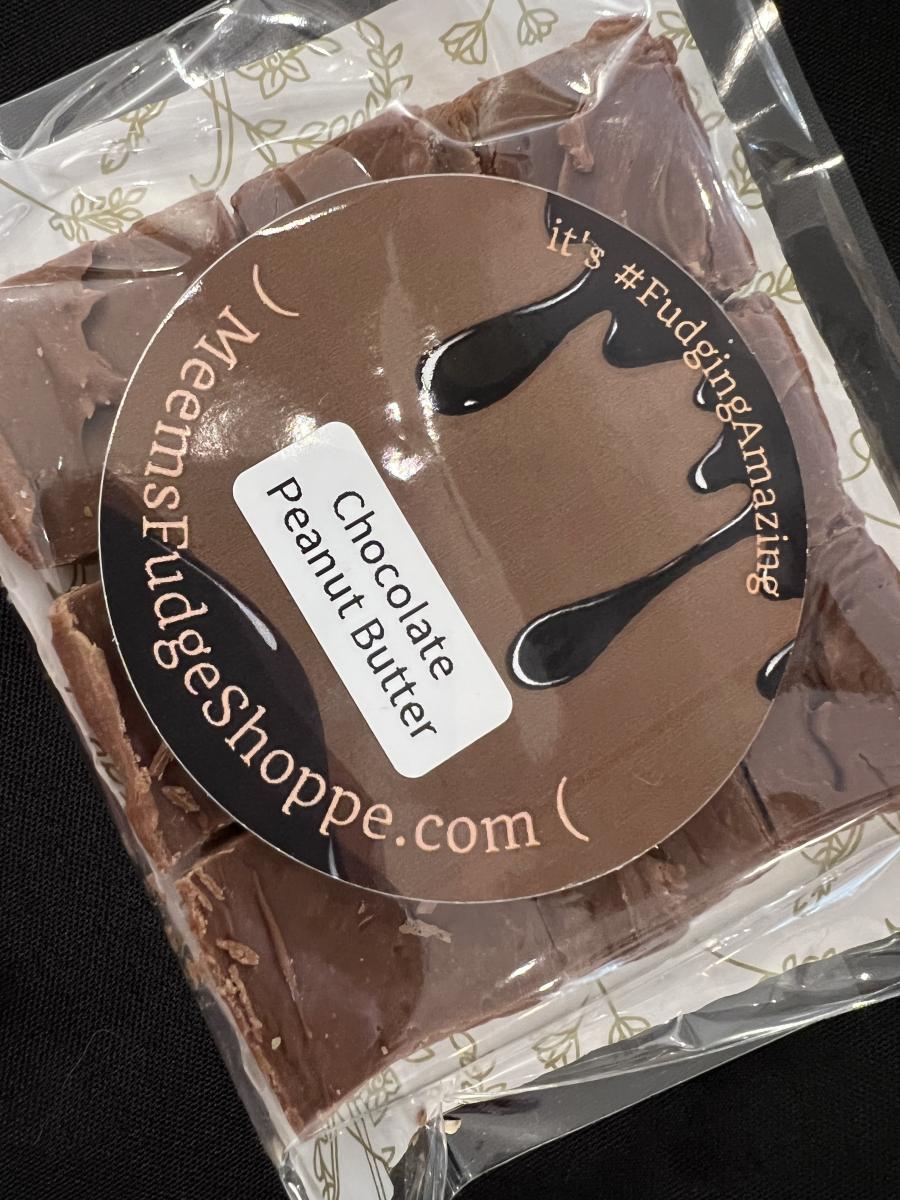 it's #FudgingAmazing
Chocolate
Peanut Butter
) MeemsFudgeShoppe.com (